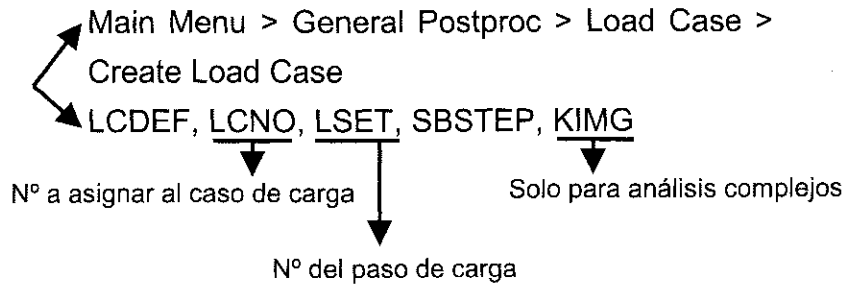 Main Menu > General Postproc > Load Case >
Create Load Case
LCDEF, LCNO, LSET, SBSTEP, KIMG
Nº a asignar al caso de carga
Solo para análisis complejos
Nº del paso de carga